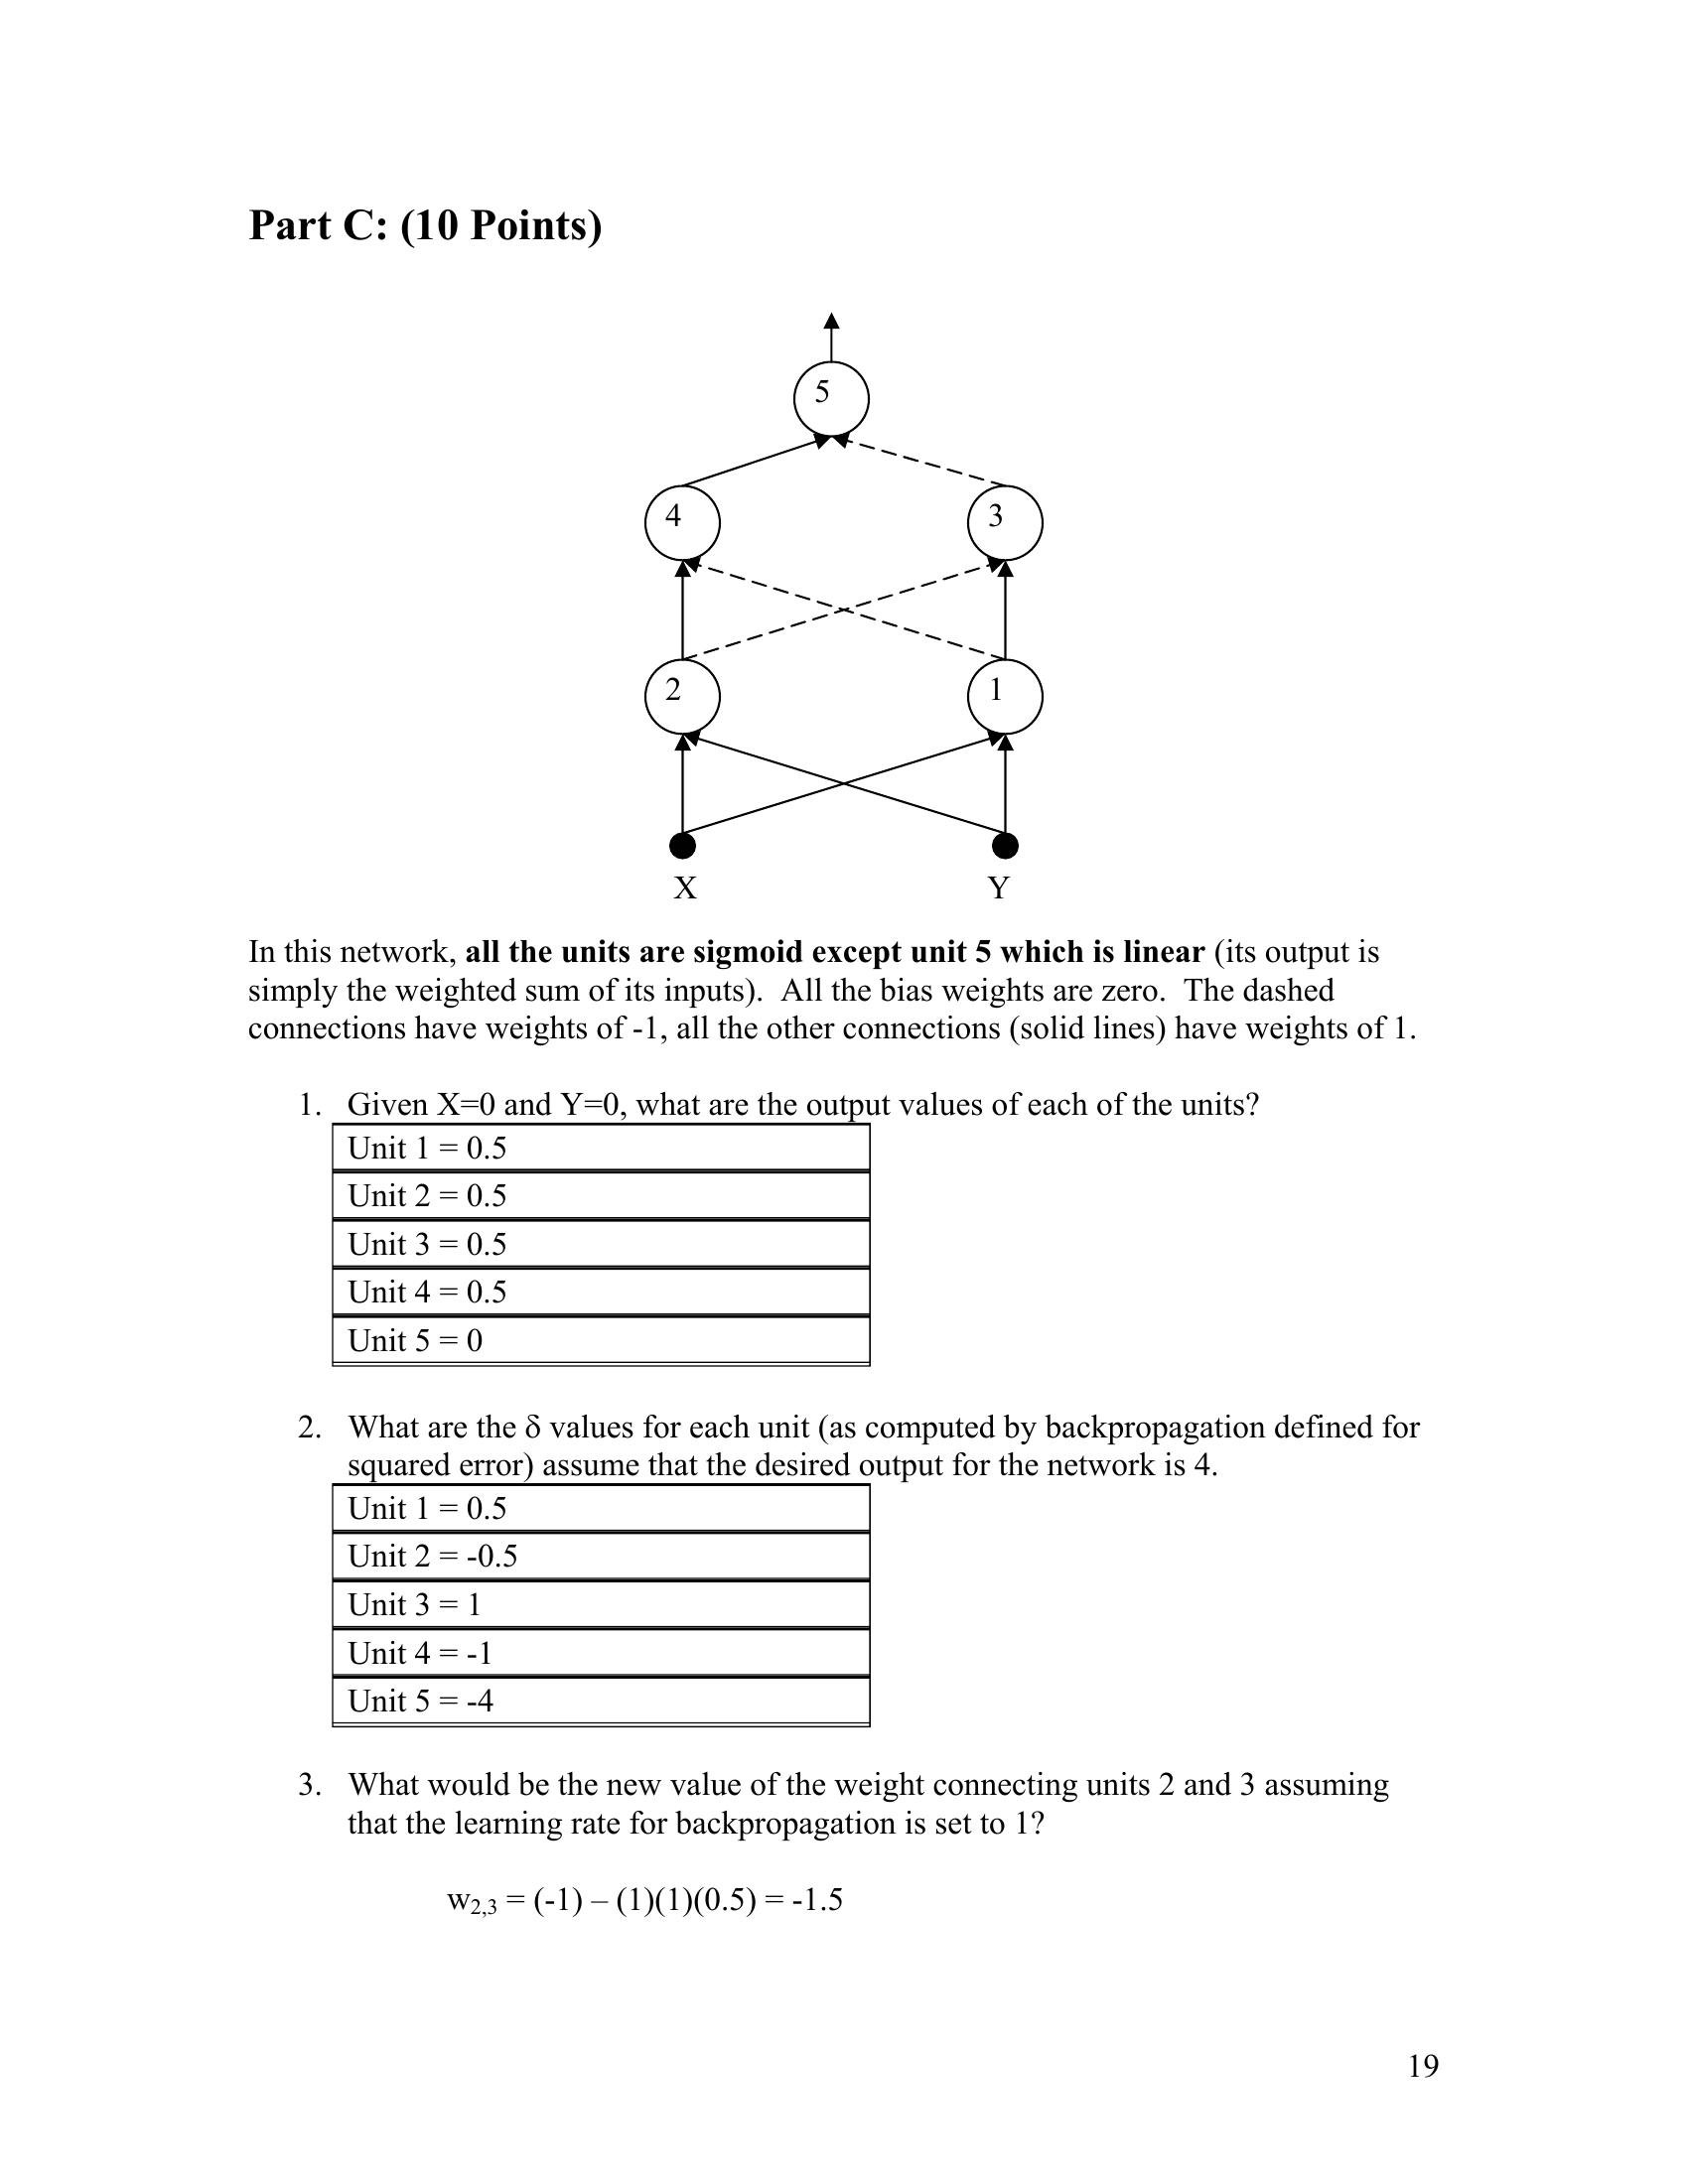 Part C: (10 Points)
5
4 3
2 1
X Y
In this network, all the units are sigmoid except unit 5 which is linear (its output is
simply the weighted sum of its inputs). All the bias weights are zero. The dashed
connections have weights of -1, all the other connections (solid lines) have weights of 1.
1. Given X=0 and Y=0, what are the output values of each of the units?
Unit 1 = 0.5
Unit 2 = 0.5
Unit 3 = 0.5
Unit 4 = 0.5
Unit 5 = 0
2. What are the δ values for each unit (as computed by backpropagation defined for
squared error) assume that the desired output for the network is 4.
Unit 1 = 0.5
Unit 2 = -0.5
Unit 3 = 1
Unit 4 = -1
Unit 5 = -4
3. What would be the new value of the weight connecting units 2 and 3 assuming
that the learning rate for backpropagation is set to 1?
w2,3 = (-1) – (1)(1)(0.5) = -1.5
19